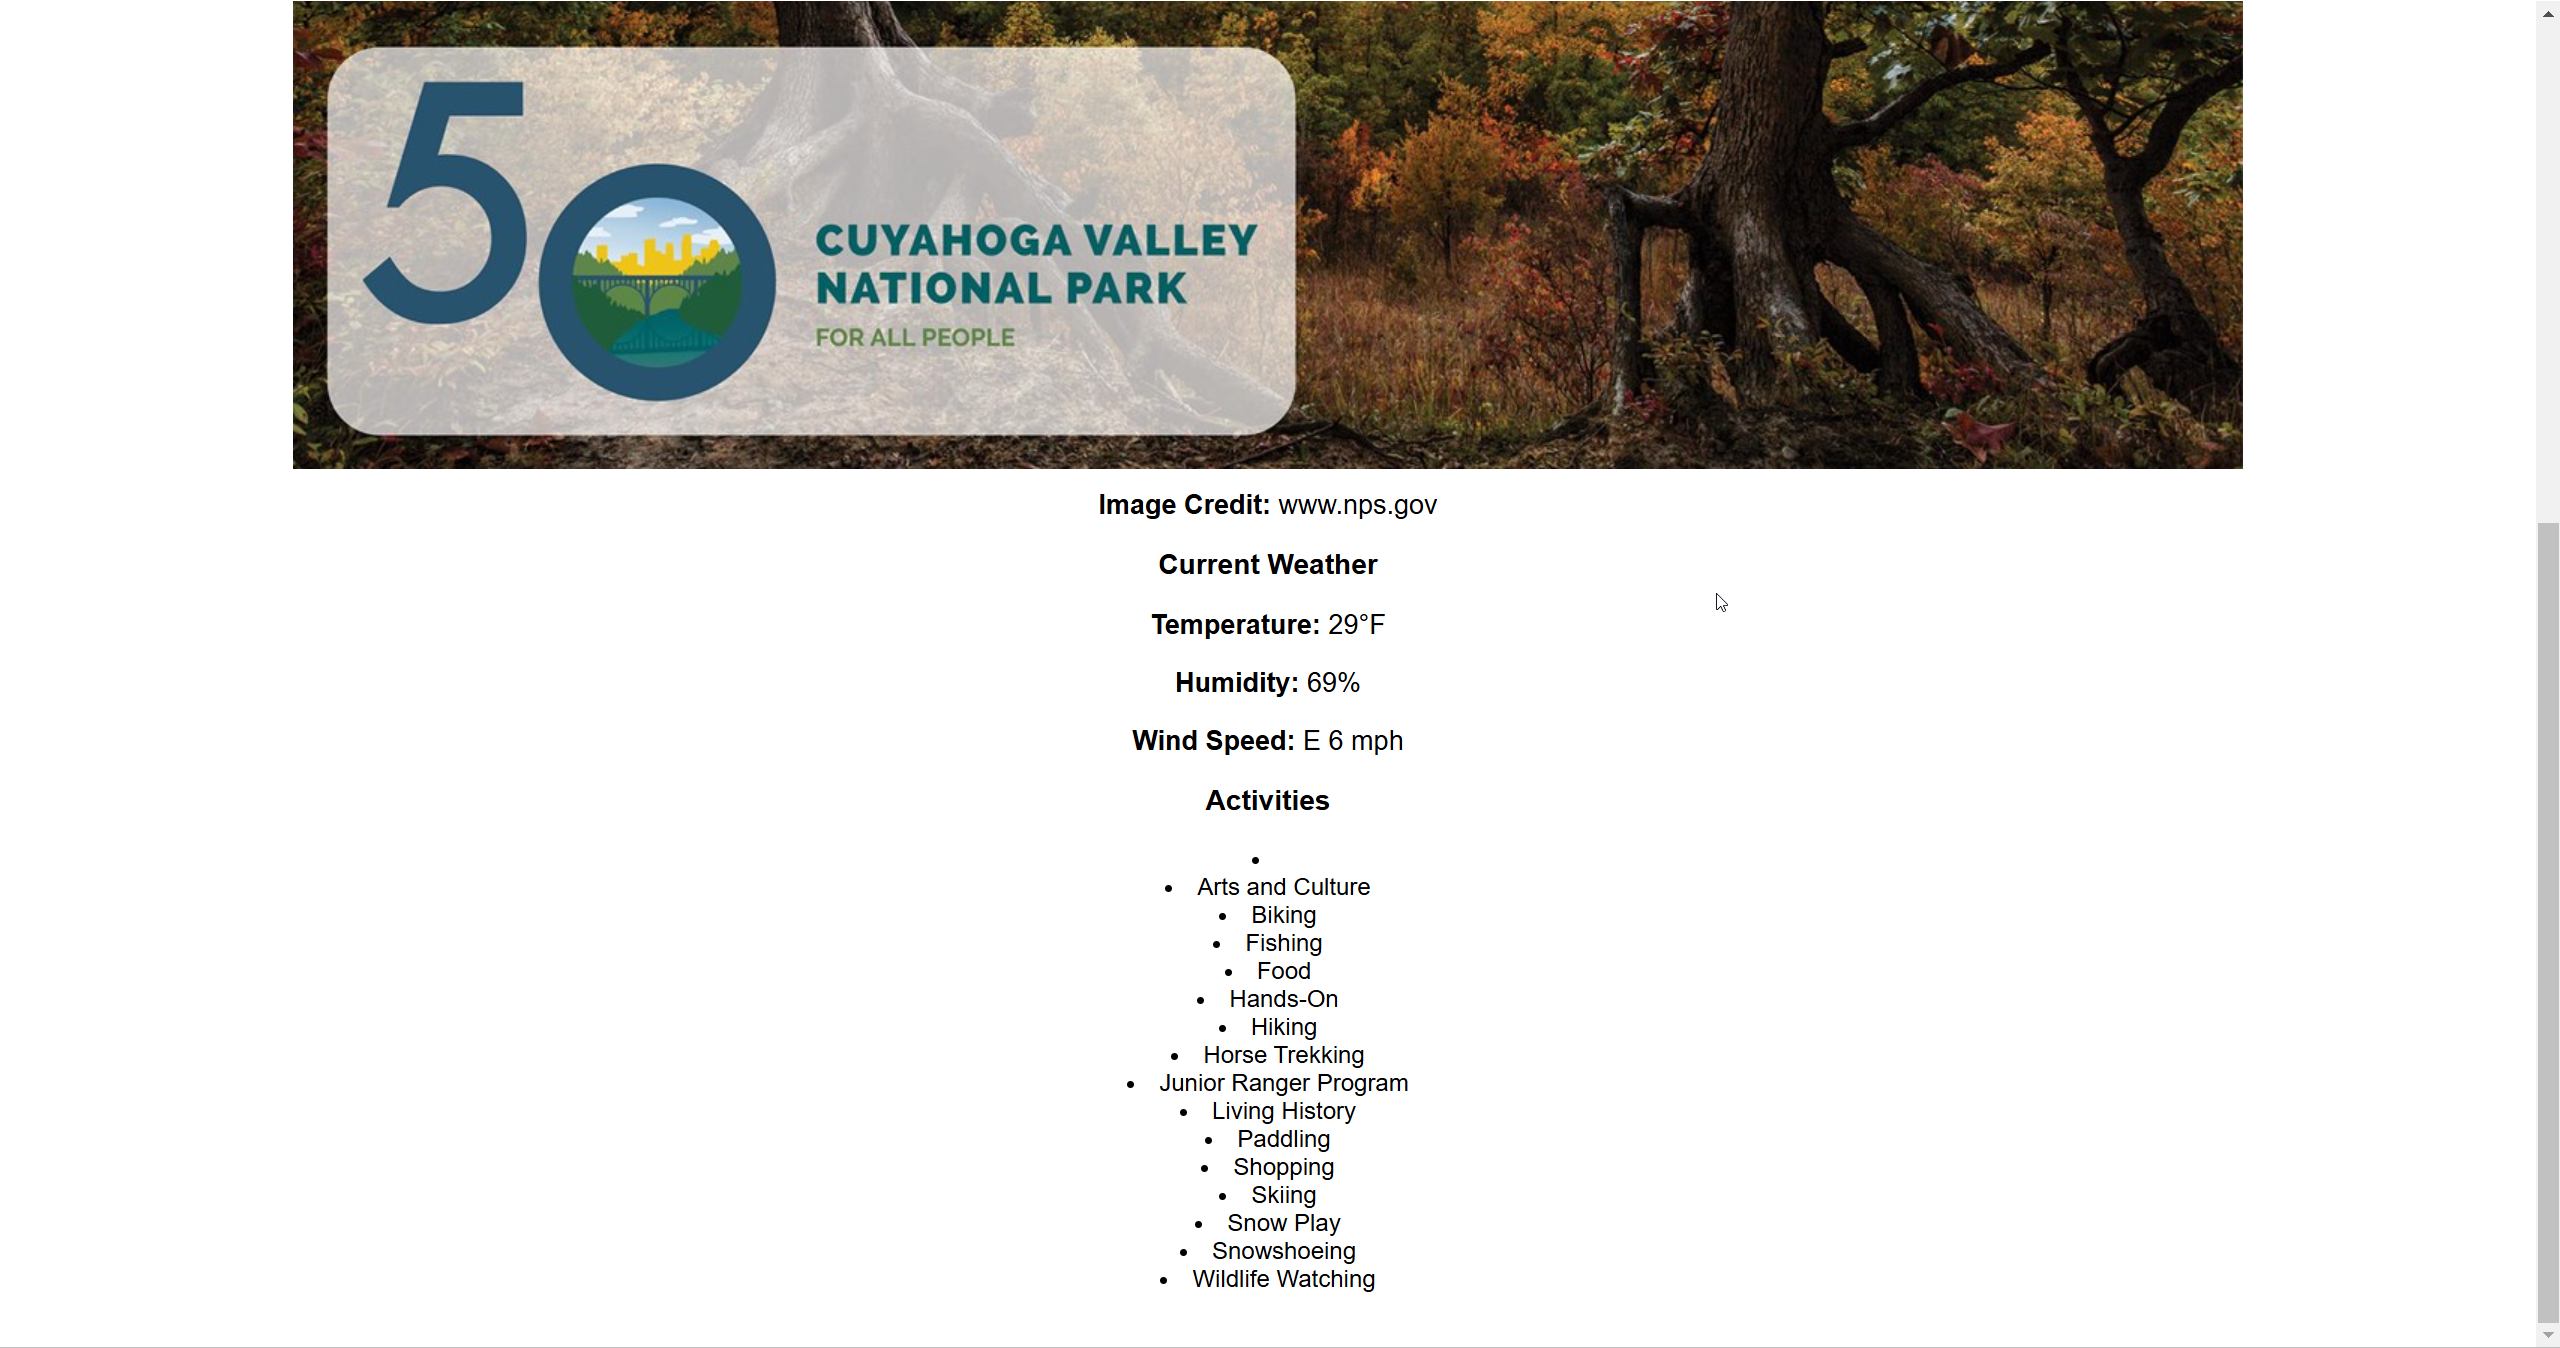 50
CUYAHOGA VALLEY
NATIONAL PARK
FOR ALL PEOPLE
Image Credit: www.nps.gov
Current Weather
Temperature: 29°F
Humidity: 69%
Wind Speed: E 6 mph
Activities
•
• Arts and Culture
• Biking
• Fishing
• Food
• Hands-On
• Hiking
• Horse Trekking
• Junior Ranger Program
• Living History
• Paddling
• Shopping
• Skiing
• Snow Play
• Snowshoeing
• Wildlife Watching